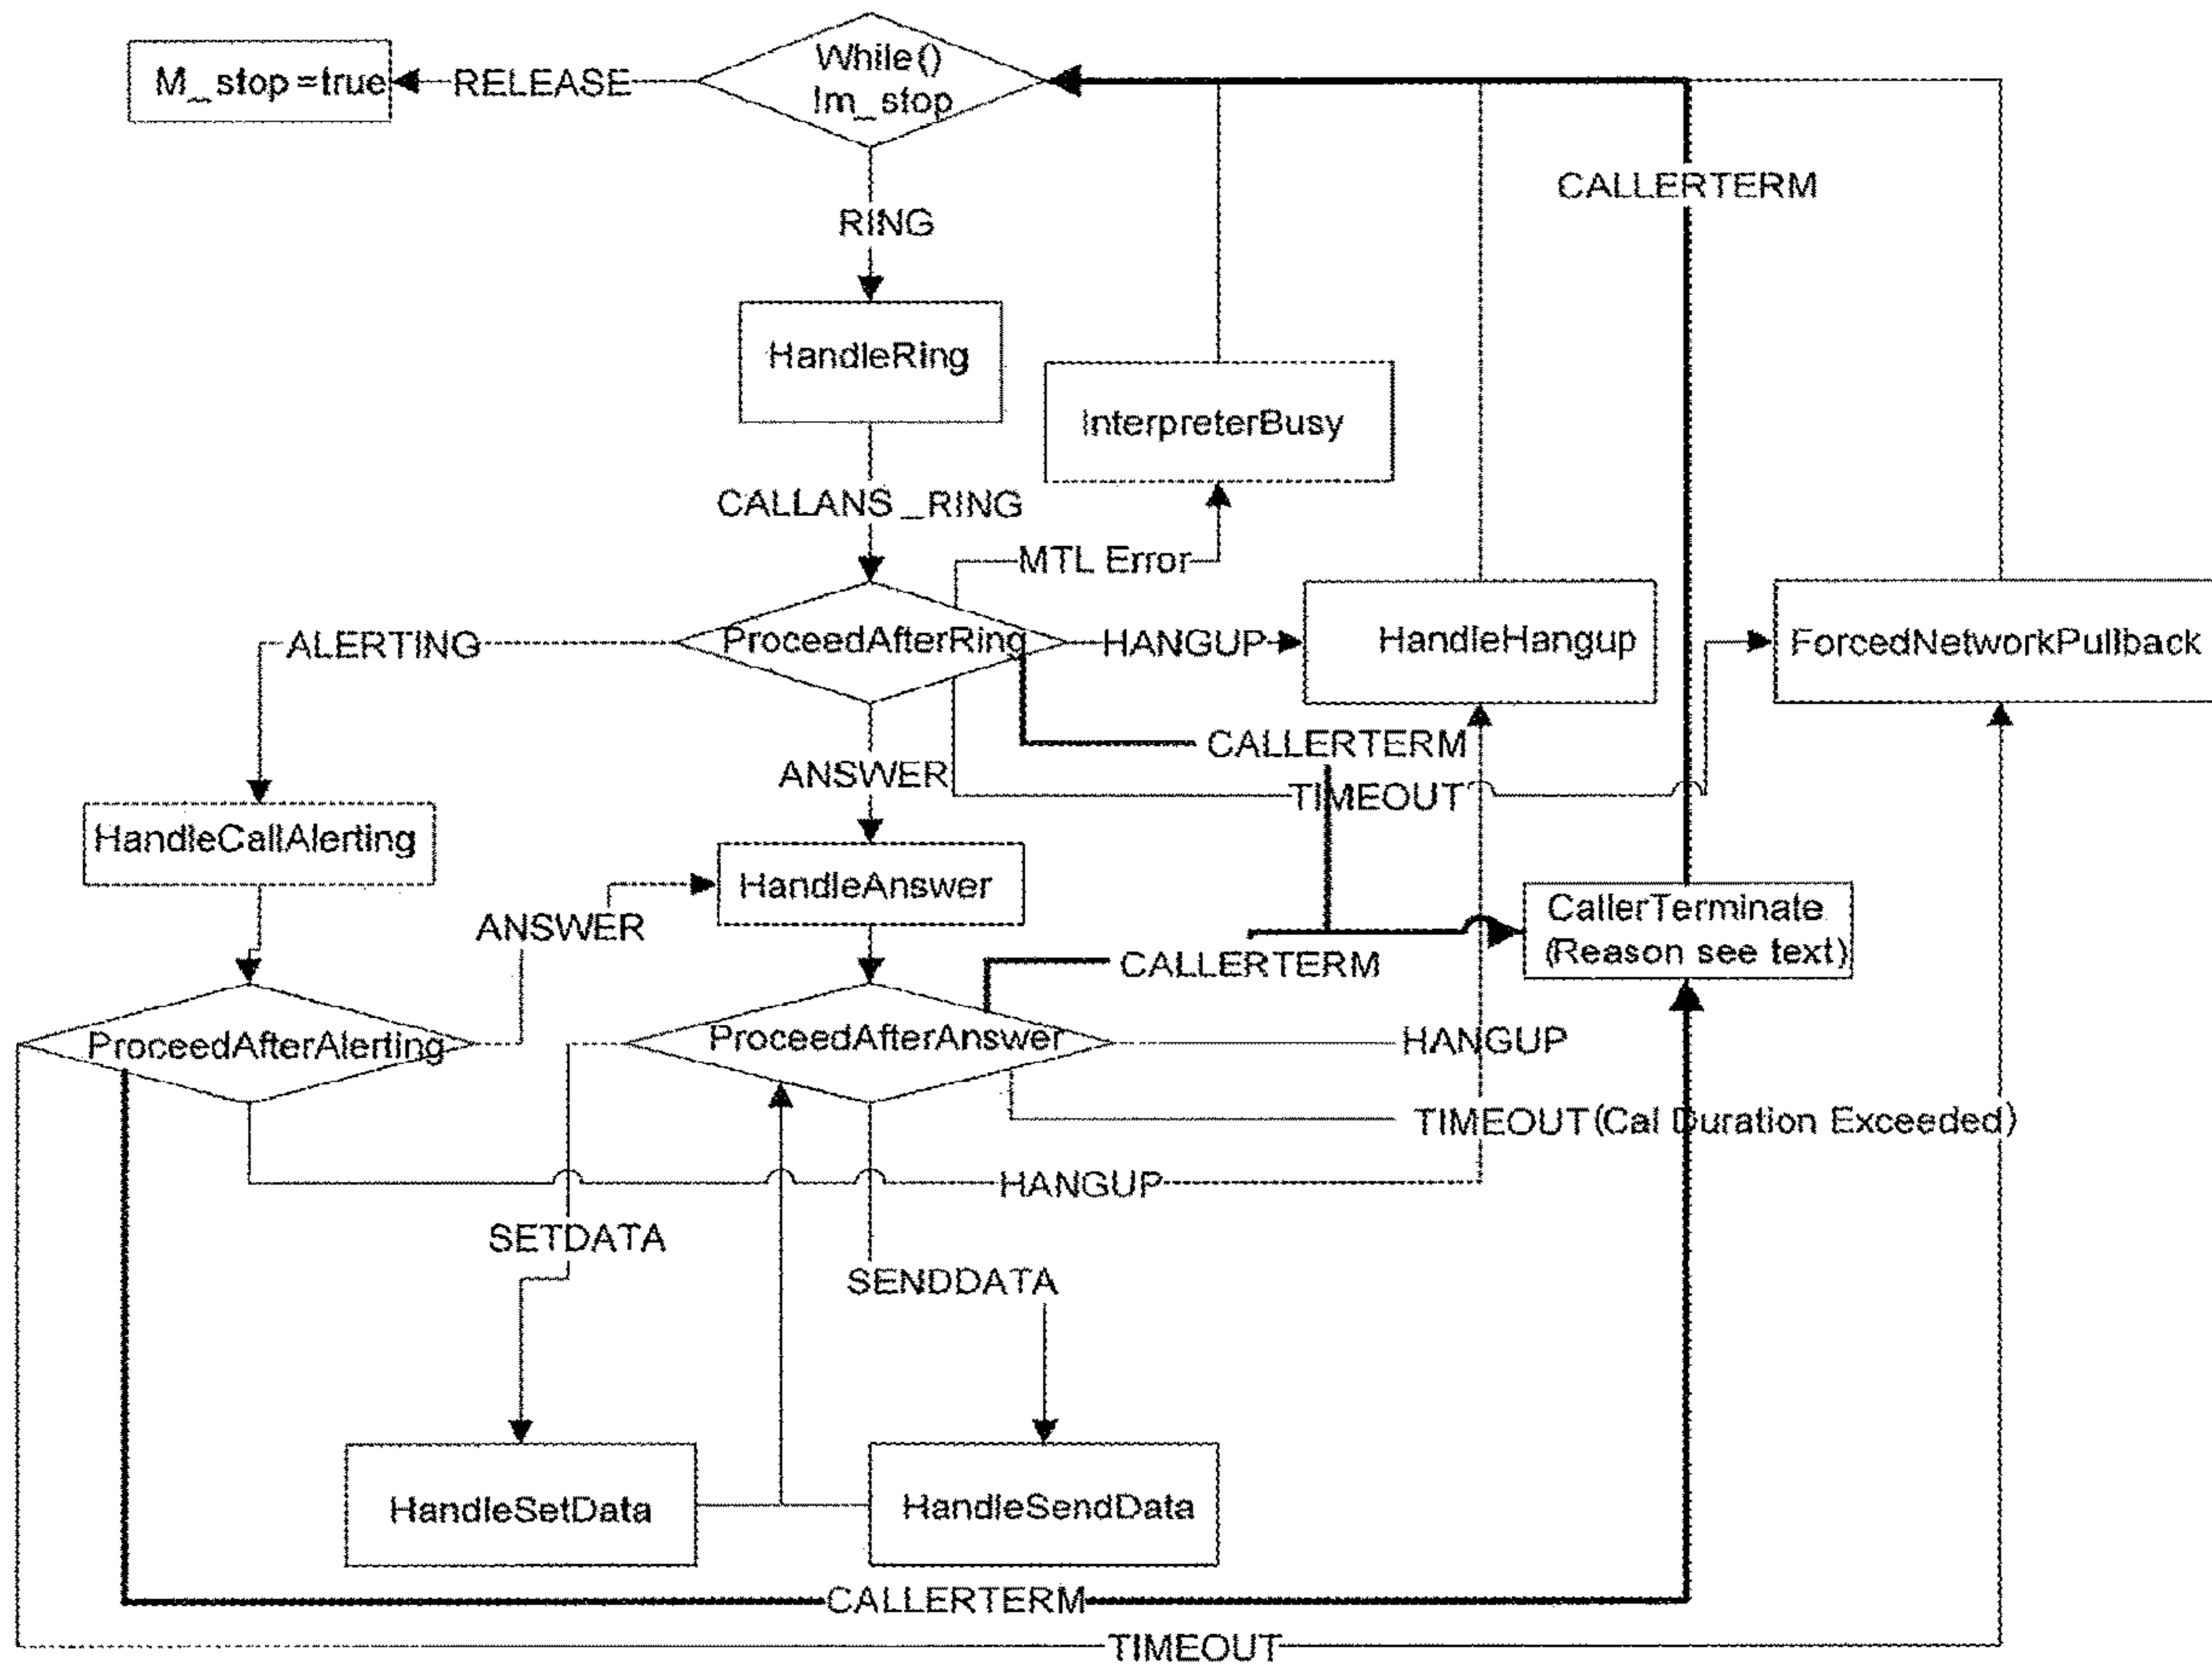 While()
M_stop=true
RELEASE
!m_stop
CALLERTERM
RING
HandleRing
InterpreterBusy
CALLANS_RING
MTL Error
ALERTING
ProceedAfterRing
HANGUP
HandleHangup
ForcedNetworkPullback
CALLERTERM
ANSWER
TIMEOUT
HandleCallAlerting
HandleAnswer
CallerTerminate
(Reason see text)
ANSWER
CALLERTERM
ProceedAfterAlerting
ProceedAfterAnswer
HANGUP
TIMEOUT(Cal Duration Exceeded)
HANGUP
SETDATA
SENDDATA
HandleSetData
HandleSendData
CALLERTERM
TIMEOUT